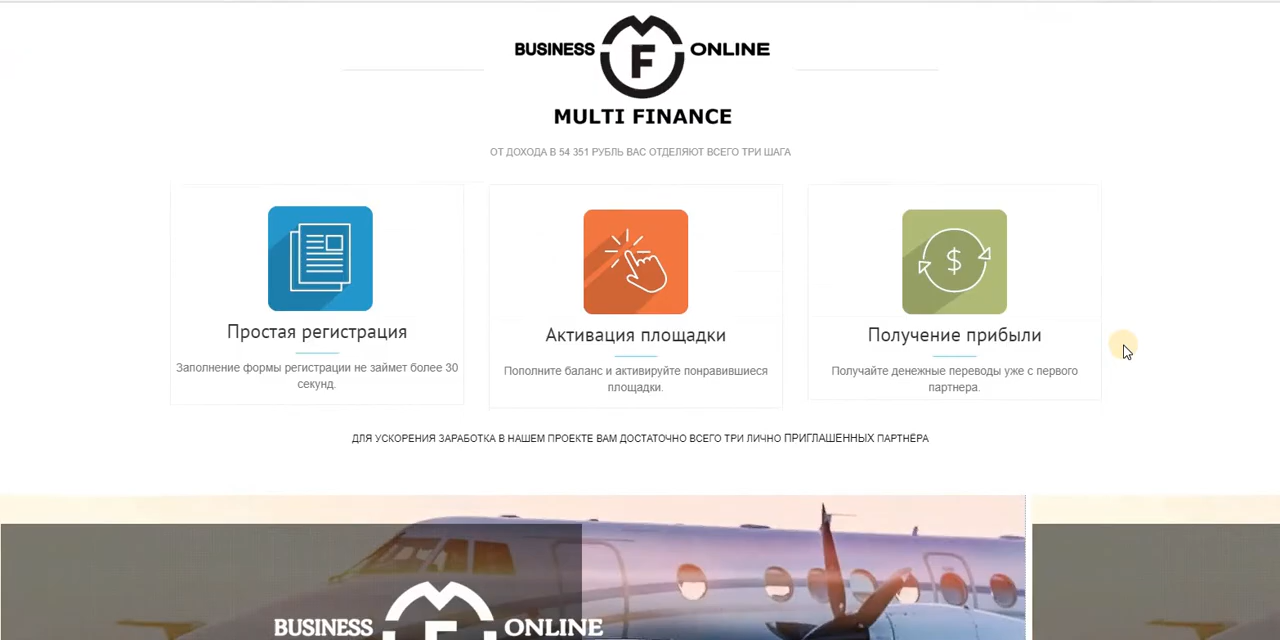 BUSINESS MF ONLINE
MULTI FINANCE
ОТ ДОХОДА В 54 351 РУБЛЬ ВАС ОТДЕЛЯЮТ ВСЕГО ТРИ ШАГА
$
Простая регистрация
Заполнение формы регистрации не займет более 30
секунд.
Активация площадки
Пополните баланс и активируйте понравившиеся
площадки.
Получение прибыли
Получайте денежные переводы уже с первого
партнера.
ДЛЯ УСКОРЕНИЯ ЗАРАБОТКА В НАШЕМ ПРОЕКТЕ ВАМ ДОСТАТОЧНО ВСЕГО ТРИ ЛИЧНО ПРИГЛАШЕННЫХ ПАРТНЁРА
BUSINESS MF ONLINE